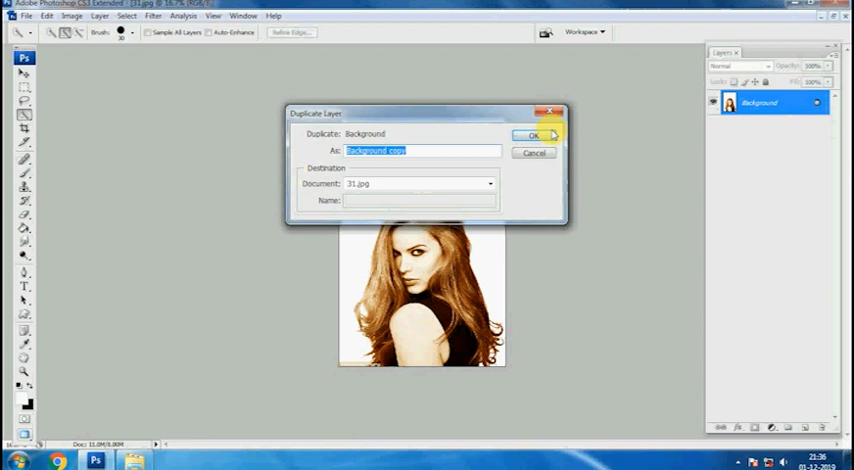 Adobe Photoshop CS3 Extended - [31.jpg @ 16.7% (RGB/8)]
File Edit Image Layer Select Filter Analysis View Window Help
Brush: 30 Sample All Layers Auto-Enhance Refine Edge... Workspace
Ps
Layers
Normal Opacity: 100%
Lock: Fill: 100%
Background
Duplicate Layer
Duplicate: Background
OK
As: Background copy
Cancel
Destination
Document: 31.jpg
Name:
T
Doc: 11.0M/8.00M
Ps
21:36
01-12-2019